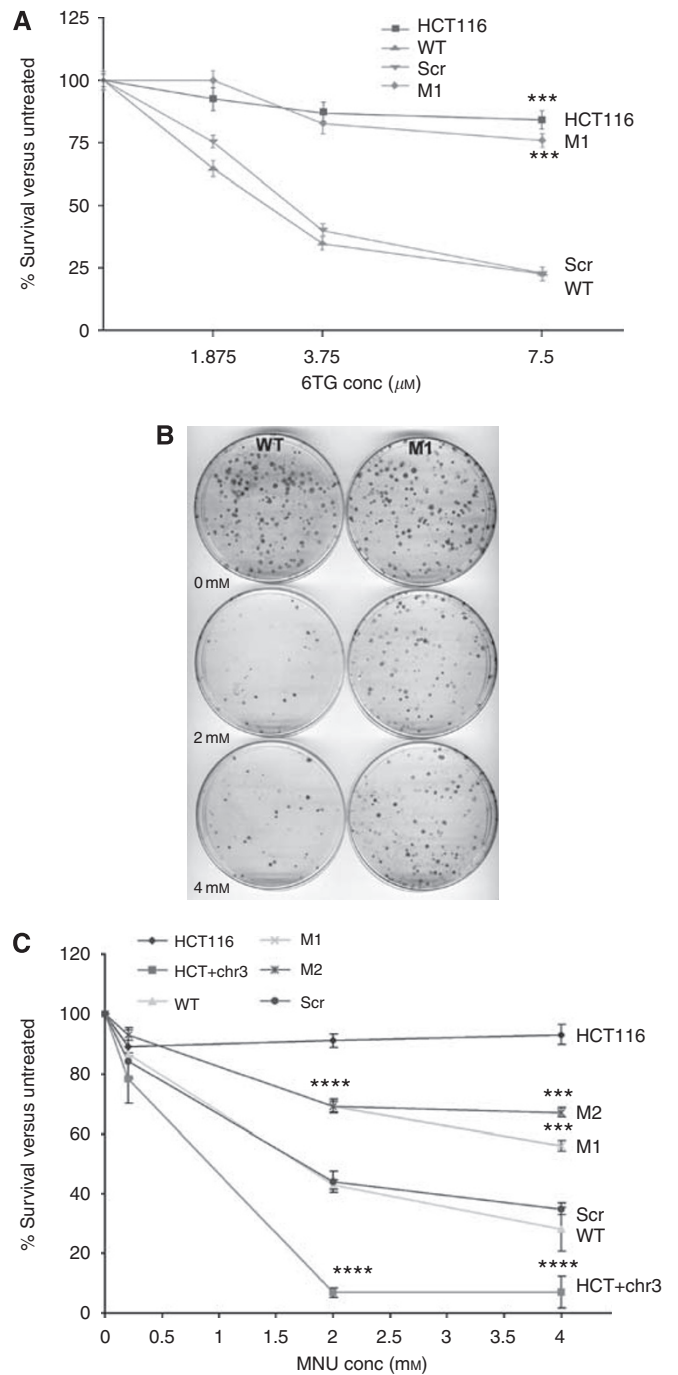 A
125
100
75
50
25
0
% Survival versus untreated
HCT116
WT
Scr
M1
***
HCT116
M1
***
Scr
WT
1.875 3.75 7.5
6TG conc (μM)
B
WT M1
0 mM
2 mM
4 mM
C
120
100
80
60
40
20
0
% Survival versus untreated
HCT116 M1
HCT+chr3 M2
WT Scr
HCT116
****
***
M2
***
M1
Scr
WT
**** ****
HCT+chr3
0 0.5 1 1.5 2 2.5 3 3.5 4
MNU conc (mM)